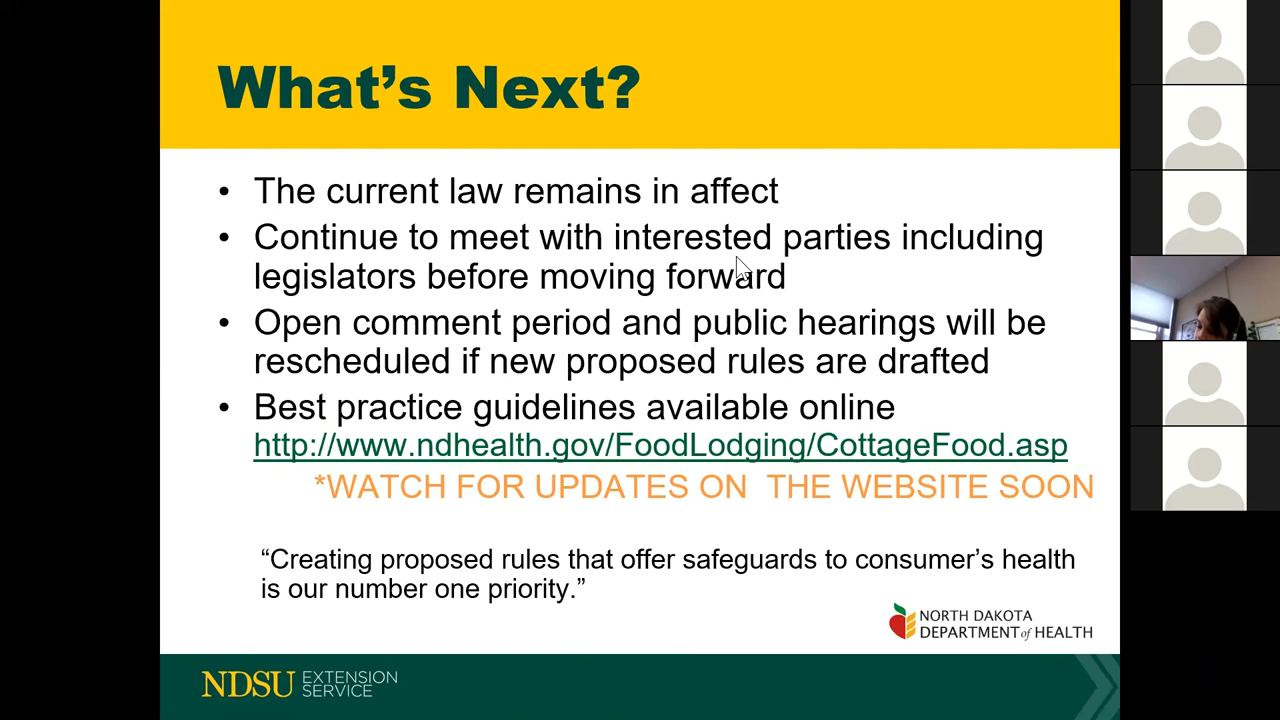 What’s Next?
• The current law remains in affect
• Continue to meet with interested parties including
legislators before moving forward
• Open comment period and public hearings will be
rescheduled if new proposed rules are drafted
• Best practice guidelines available online
http://www.ndhealth.gov/FoodLodging/CottageFood.asp
*WATCH FOR UPDATES ON THE WEBSITE SOON
“Creating proposed rules that offer safeguards to consumer’s health
is our number one priority.”
NORTH DAKOTA
DEPARTMENT of HEALTH
NDSU EXTENSION
SERVICE